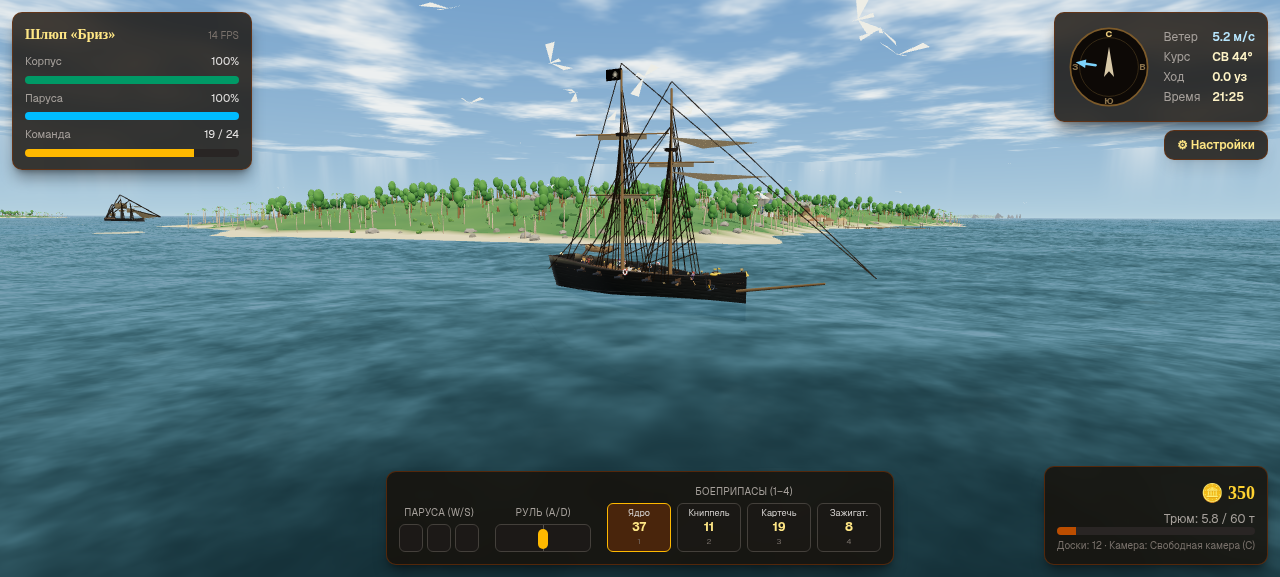 Шлюп «Бриз» 14 FPS
Корпус 100%
Паруса 100%
Команда 19 / 24
С
З В
Ю
Ветер 5.2 м/с
Курс СВ 44°
Ход 0.0 уз
Время 21:25
⚙ Настройки
БОЕПРИПАСЫ (1–4)
ПАРУСА (W/S) РУЛЬ (A/D)
Ядро Книппель Картечь Зажигат.
37 11 19 8
1 2 3 4
350
Трюм: 5.8 / 60 т
Доски: 12 · Камера: Свободная камера (C)